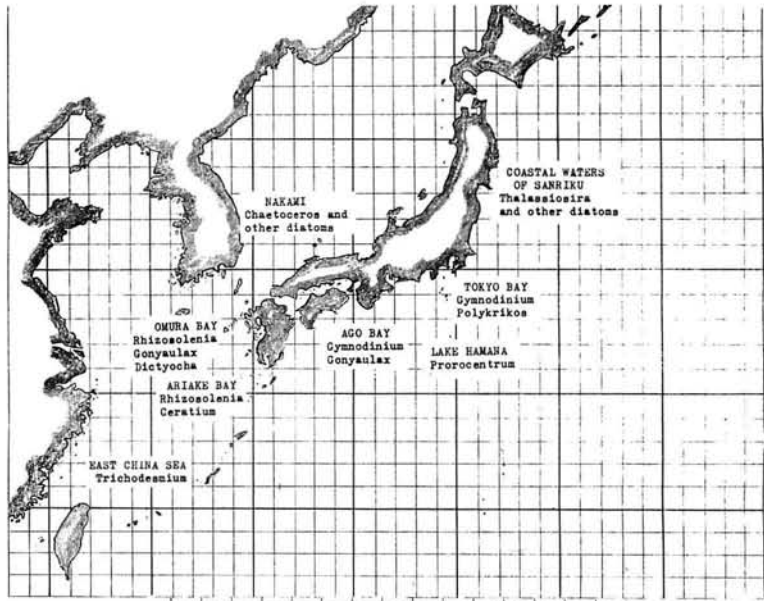 COASTAL WATERS
OF SANRIKU
Thalassiosira
and other diatoms
NAKAMI
Chaetoceros and
other diatoms
TOKYO BAY
Gymnodinium
Polykrikos
OMURA BAY
Rhizosolenia
Gonyaulax
Dictyocha
AGO BAY
Gymnodinium
Gonyaulax
LAKE HAMANA
Prorocentrum
ARIAKE BAY
Rhizosolenia
Ceratium
EAST CHINA SEA
Trichodesmium